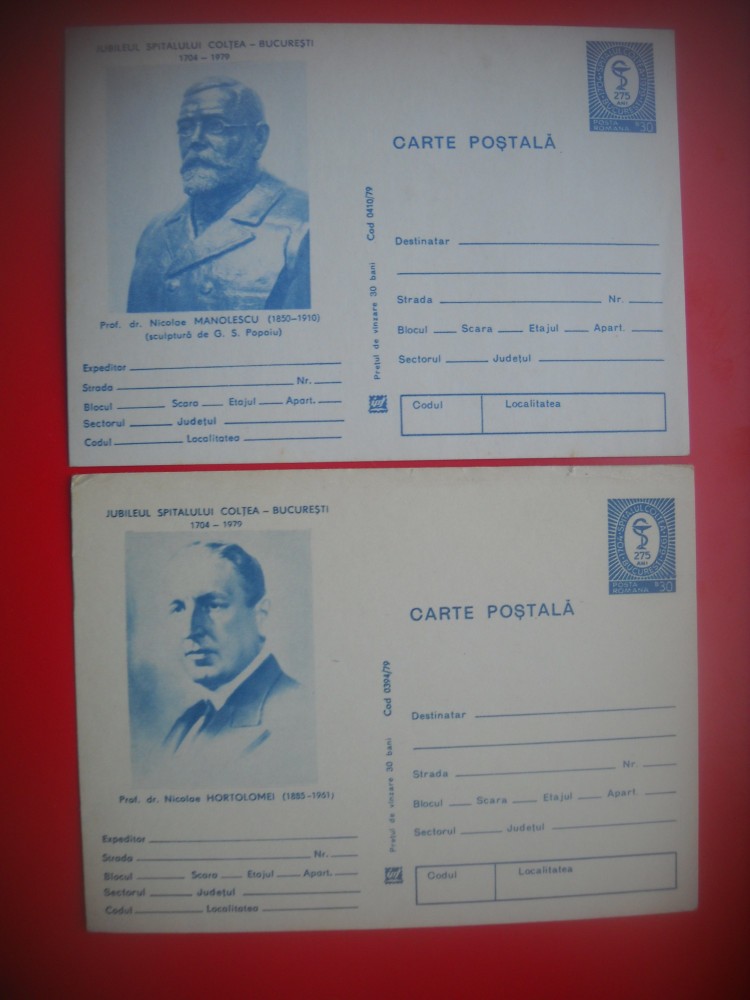 JUBILEUL SPITALULUI COLȚEA – BUCUREȘTI
1704 – 1979
Prof. dr. Nicolae MANOLESCU (1850–1910)
(sculptură de G. S. Popoiu)
Expeditor
Strada Nr.
Blocul Scara Etajul Apart.
Sectorul Județul
Codul Localitatea
Prețul de vînzare 30 bani Cod 0410/79
275
ANI
POSTA
ROMANA 30
CARTE POȘTALĂ
Destinatar
Strada Nr.
Blocul Scara Etajul Apart.
Sectorul Județul
Codul Localitatea
JUBILEUL SPITALULUI COLȚEA – BUCUREȘTI
1704 – 1979
Prof. dr. Nicolae HORTOLOMEI (1885–1961)
Expeditor
Strada Nr.
Blocul Scara Etajul Apart.
Sectorul Județul
Codul Localitatea
Prețul de vînzare 30 bani Cod 0394/79
275
ANI
POSTA
ROMANA 30
CARTE POȘTALĂ
Destinatar
Strada Nr.
Blocul Scara Etajul Apart.
Sectorul Județul
Codul Localitatea